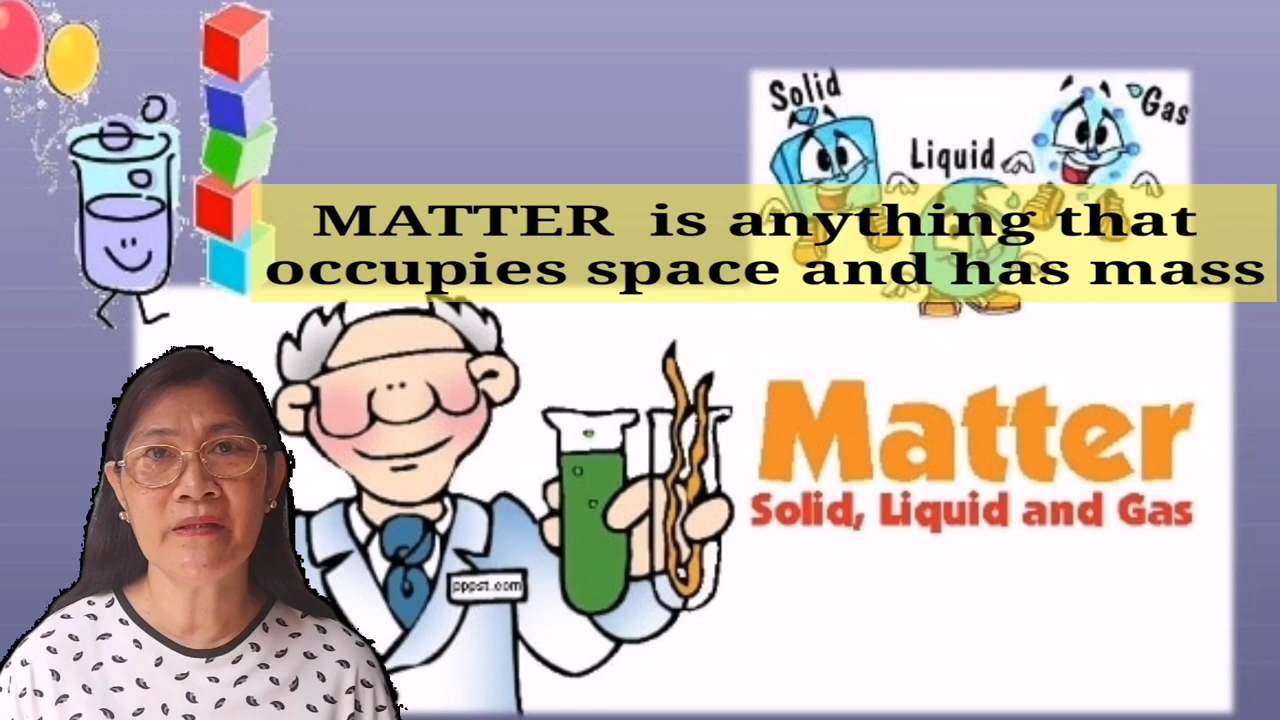 Solid
Gas
Liquid
MATTER is anything that
occupies space and has mass
Matter
Solid, Liquid and Gas
pppst.com